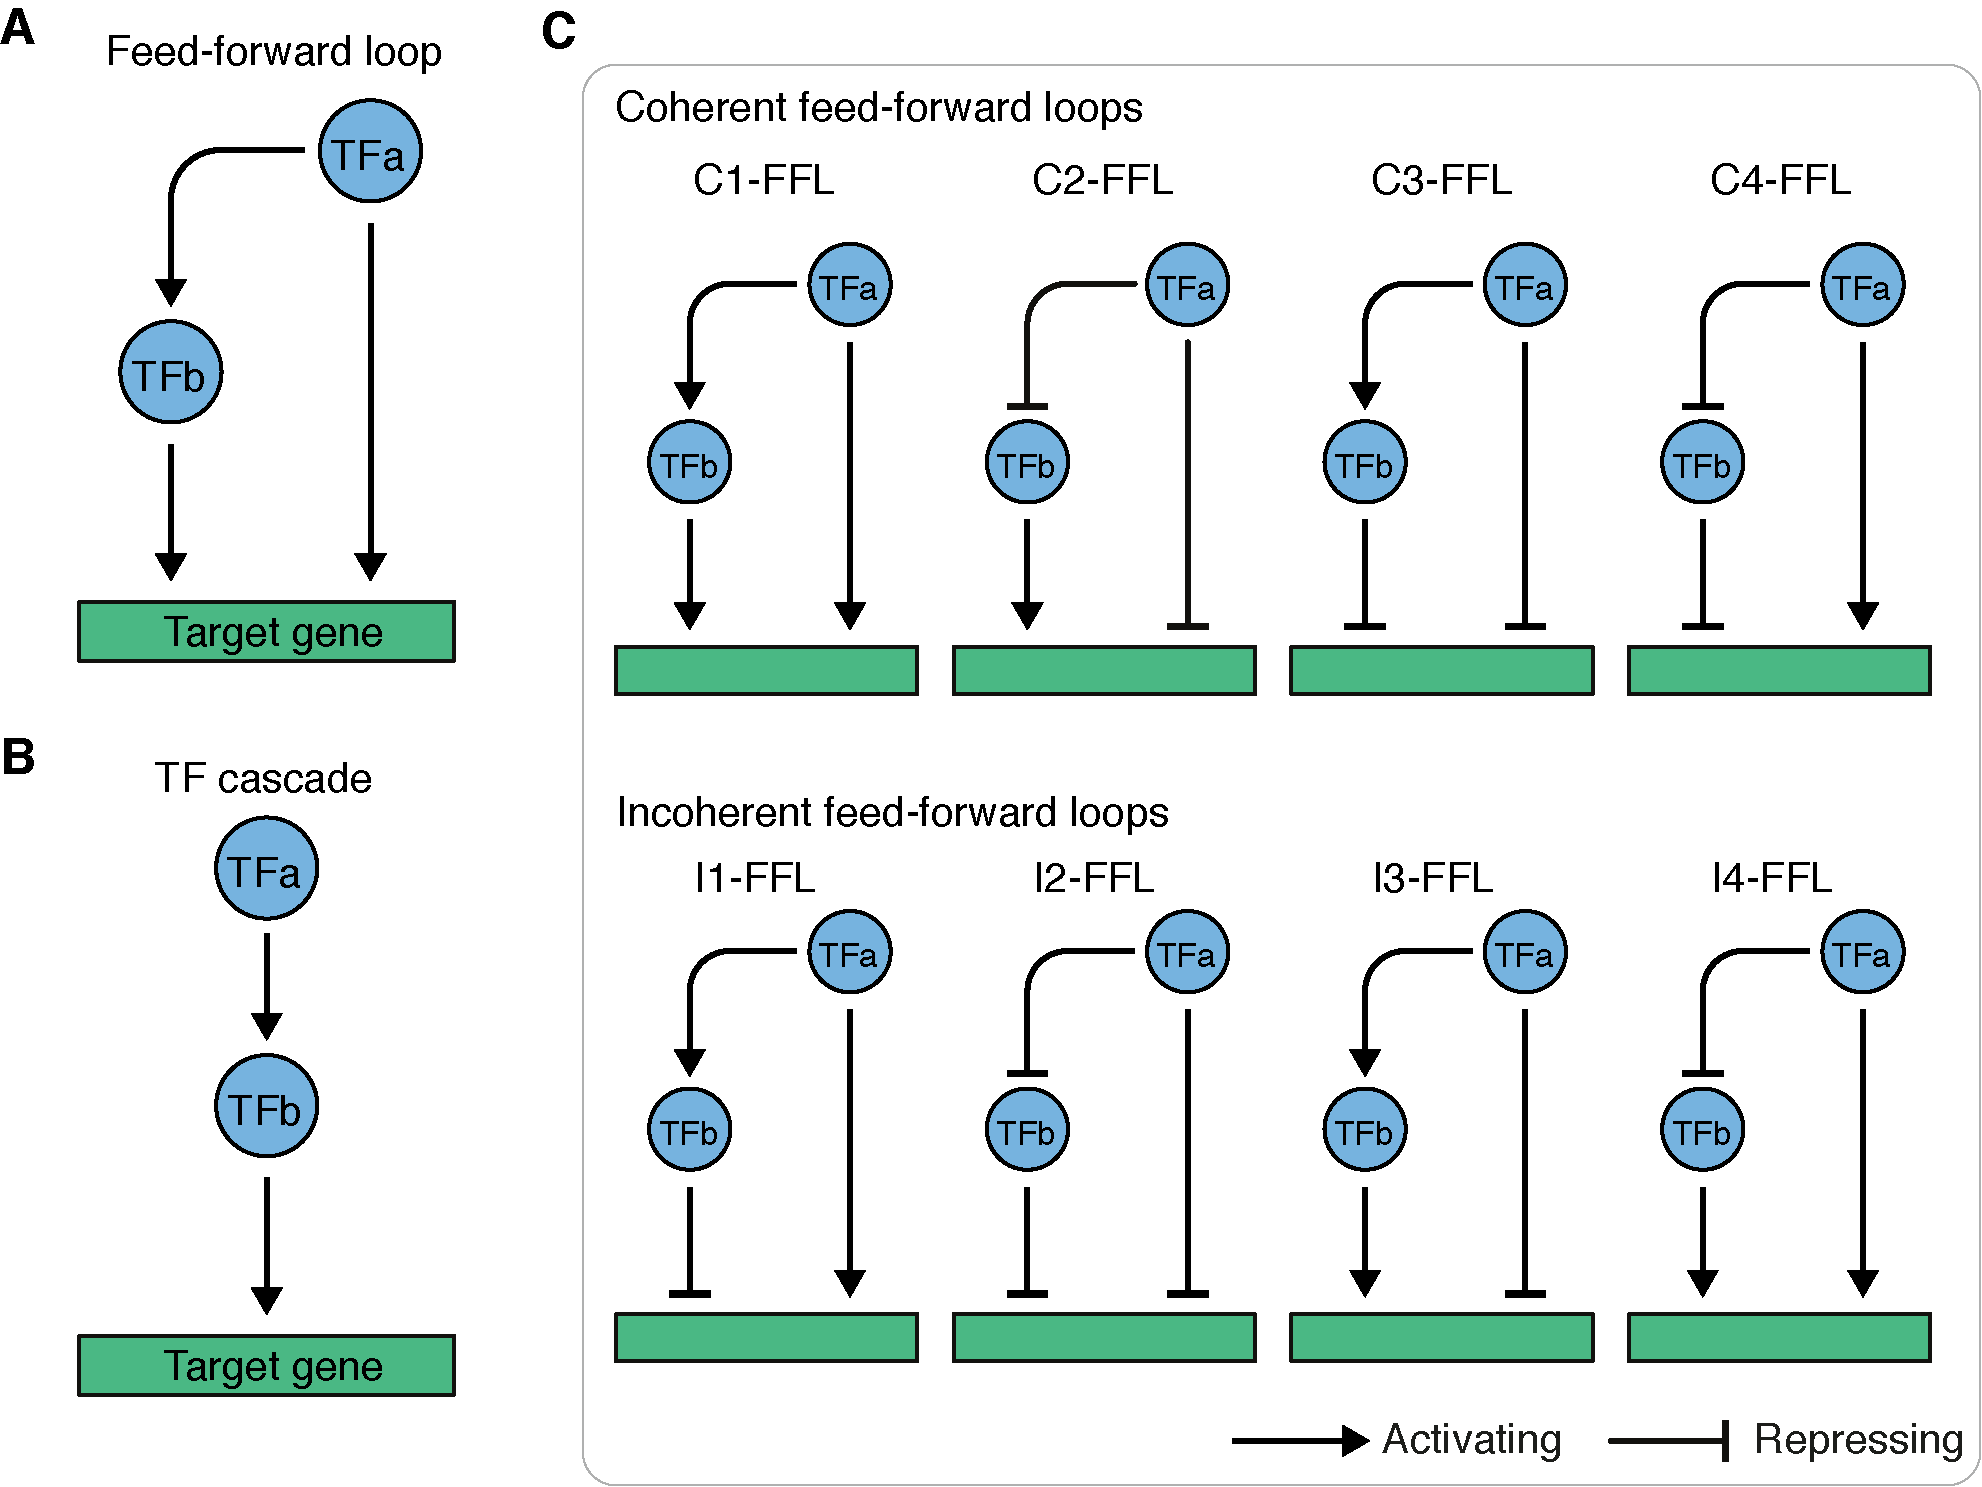 A
Feed-forward loop
TFa
TFb
Target gene
B
TF cascade
TFa
TFb
Target gene
C
Coherent feed-forward loops
C1-FFL C2-FFL C3-FFL C4-FFL
TFa TFa TFa TFa
TFb TFb TFb TFb
Incoherent feed-forward loops
I1-FFL I2-FFL I3-FFL I4-FFL
TFa TFa TFa TFa
TFb TFb TFb TFb
Activating Repressing